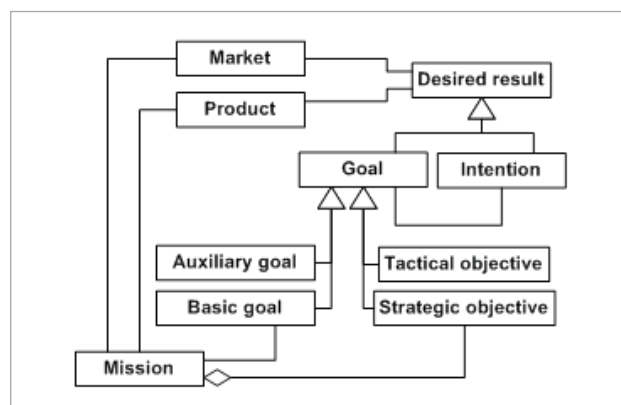 Market
Desired result
Product
Goal
Intention
Auxiliary goal
Tactical objective
Basic goal
Strategic objective
Mission